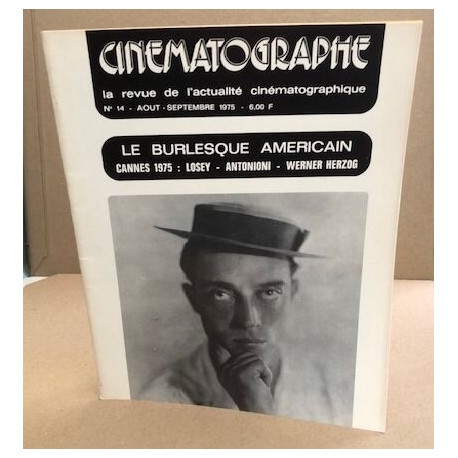 CINEMATOGRAPHE
la revue de l'actualité cinématographique
N° 14 - AOUT - SEPTEMBRE 1975 - 6,00 F
LE BURLESQUE AMERICAIN
CANNES 1975 : LOSEY - ANTONIONI - WERNER HERZOG